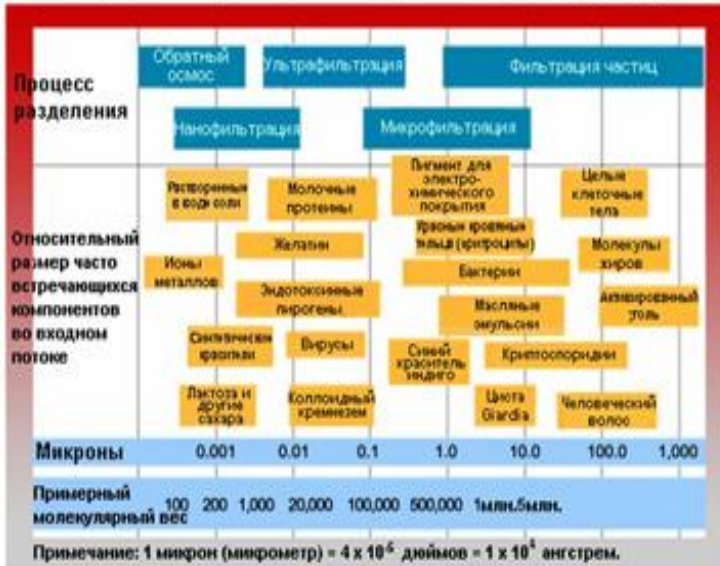 Обратный
осмос
Ультрафильтрация
Фильтрация частиц
Процесс
разделения
Нанофильтрация
Микрофильтрация
Растворенные
в воде соли
Молочные
протеины
Пигмент для
электро-
химического
покрытия
Целые
клеточные
тела
Относительный
размер часто
встречающихся
компонентов
во входном
потоке
Желатин
Красные кровяные
тельца (эритроциты)
Молекулы
жиров
Ионы
металлов
Бактерии
Эндотоксинные
пирогены
Масляные
эмульсии
Активированный
уголь
Синтетические
красители
Вирусы
Синий
краситель
индиго
Криптоспоридии
Лактоза и
другие
сахара
Коллоидный
кремнезем
Циста
Giardia
Человеческий
волос
Микроны 0.001 0.01 0.1 1.0 10.0 100.0 1,000
Примерный
молекулярный вес 100 200 1,000 20,000 100,000 500,000 1млн.5млн.
Примечание: 1 микрон (микрометр) = 4 x 10⁻⁵ дюймов = 1 x 10⁴ ангстрем.